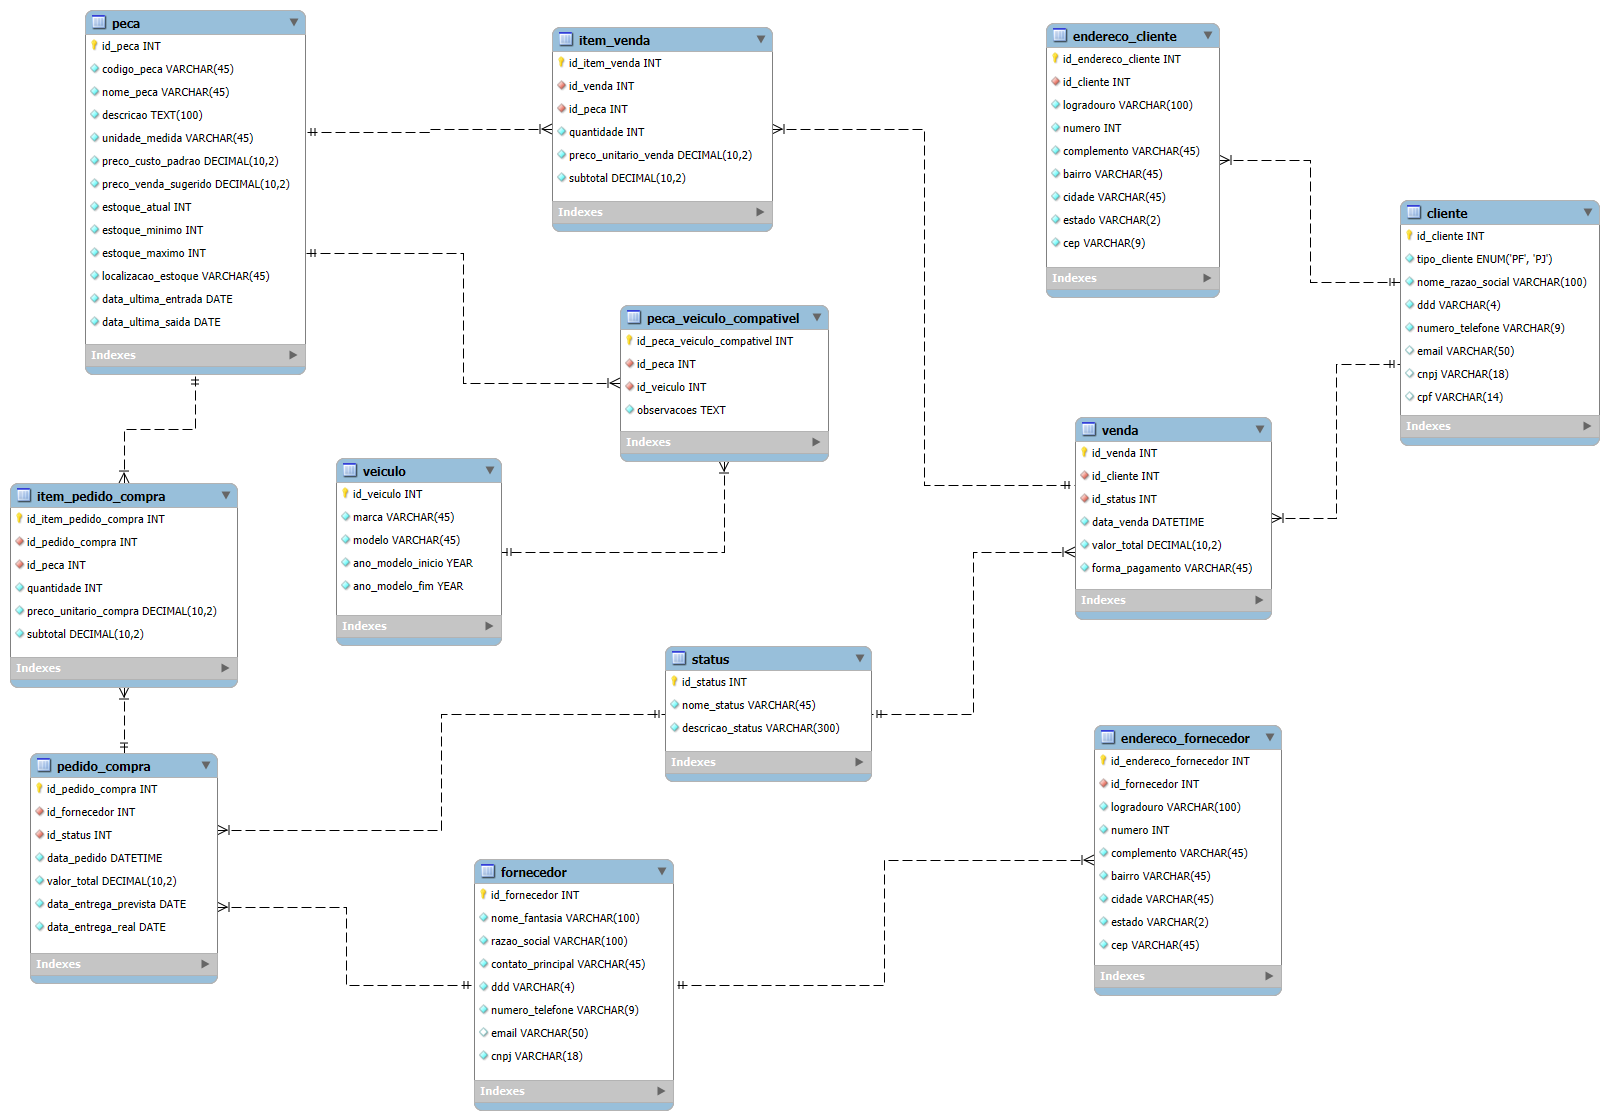 peca
id_peca INT
codigo_peca VARCHAR(45)
nome_peca VARCHAR(45)
descricao TEXT(100)
unidade_medida VARCHAR(45)
preco_custo_padrao DECIMAL(10,2)
preco_venda_sugerido DECIMAL(10,2)
estoque_atual INT
estoque_minimo INT
estoque_maximo INT
localizacao_estoque VARCHAR(45)
data_ultima_entrada DATE
data_ultima_saida DATE
Indexes
item_venda
id_item_venda INT
id_venda INT
id_peca INT
quantidade INT
preco_unitario_venda DECIMAL(10,2)
subtotal DECIMAL(10,2)
Indexes
endereco_cliente
id_endereco_cliente INT
id_cliente INT
logradouro VARCHAR(100)
numero INT
complemento VARCHAR(45)
bairro VARCHAR(45)
cidade VARCHAR(45)
estado VARCHAR(2)
cep VARCHAR(9)
Indexes
cliente
id_cliente INT
tipo_cliente ENUM('PF', 'PJ')
nome_razao_social VARCHAR(100)
ddd VARCHAR(4)
numero_telefone VARCHAR(9)
email VARCHAR(50)
cnpj VARCHAR(18)
cpf VARCHAR(14)
Indexes
peca_veiculo_compativel
id_peca_veiculo_compativel INT
id_peca INT
id_veiculo INT
observacoes TEXT
Indexes
venda
id_venda INT
id_cliente INT
id_status INT
data_venda DATETIME
valor_total DECIMAL(10,2)
forma_pagamento VARCHAR(45)
Indexes
veiculo
id_veiculo INT
marca VARCHAR(45)
modelo VARCHAR(45)
ano_modelo_inicio YEAR
ano_modelo_fim YEAR
Indexes
item_pedido_compra
id_item_pedido_compra INT
id_pedido_compra INT
id_peca INT
quantidade INT
preco_unitario_compra DECIMAL(10,2)
subtotal DECIMAL(10,2)
Indexes
status
id_status INT
nome_status VARCHAR(45)
descricao_status VARCHAR(300)
Indexes
pedido_compra
id_pedido_compra INT
id_fornecedor INT
id_status INT
data_pedido DATETIME
valor_total DECIMAL(10,2)
data_entrega_prevista DATE
data_entrega_real DATE
Indexes
fornecedor
id_fornecedor INT
nome_fantasia VARCHAR(100)
razao_social VARCHAR(100)
contato_principal VARCHAR(45)
ddd VARCHAR(4)
numero_telefone VARCHAR(9)
email VARCHAR(50)
cnpj VARCHAR(18)
Indexes
endereco_fornecedor
id_endereco_fornecedor INT
id_fornecedor INT
logradouro VARCHAR(100)
numero INT
complemento VARCHAR(45)
bairro VARCHAR(45)
cidade VARCHAR(45)
estado VARCHAR(2)
cep VARCHAR(45)
Indexes